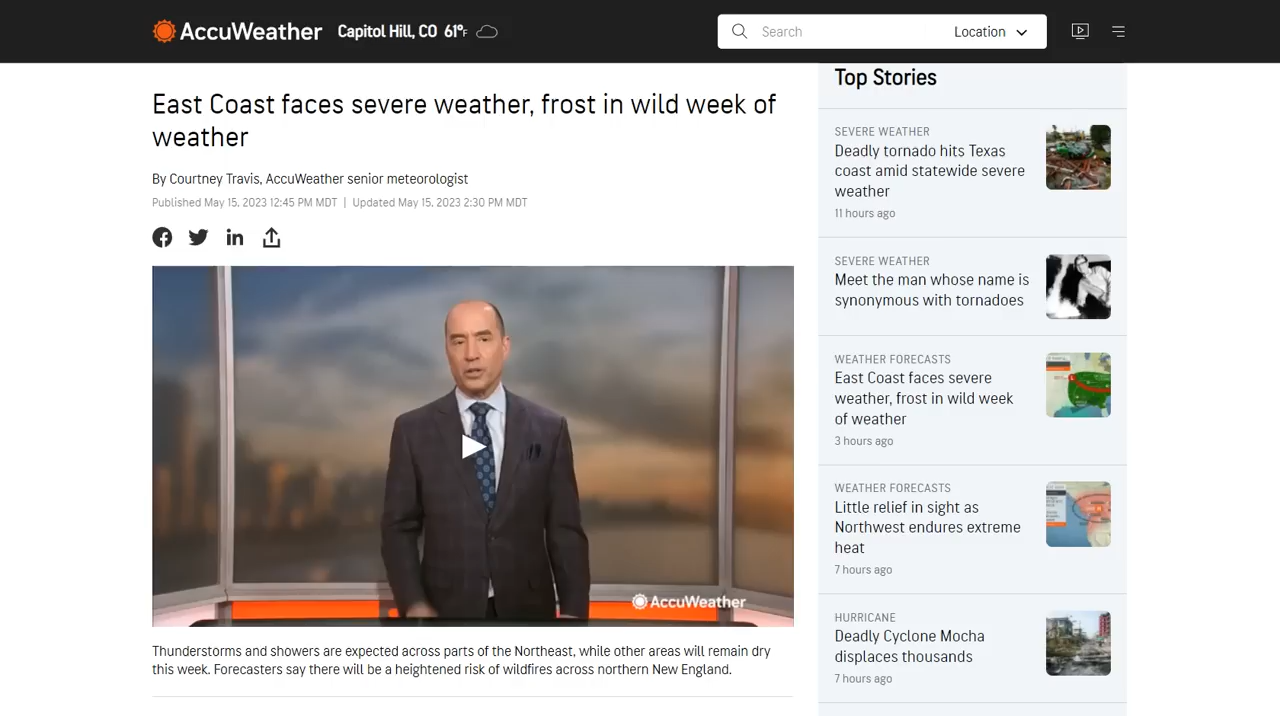 AccuWeather
Capitol Hill, CO 61°F
Search
Location
East Coast faces severe weather, frost in wild week of
weather
By Courtney Travis, AccuWeather senior meteorologist
Published May 15, 2023 12:45 PM MDT | Updated May 15, 2023 2:30 PM MDT
AccuWeather
Thunderstorms and showers are expected across parts of the Northeast, while other areas will remain dry
this week. Forecasters say there will be a heightened risk of wildfires across northern New England.
Top Stories
SEVERE WEATHER
Deadly tornado hits Texas
coast amid statewide severe
weather
11 hours ago
SEVERE WEATHER
Meet the man whose name is
synonymous with tornadoes
WEATHER FORECASTS
East Coast faces severe
weather, frost in wild week
of weather
3 hours ago
WEATHER FORECASTS
Little relief in sight as
Northwest endures extreme
heat
7 hours ago
HURRICANE
Deadly Cyclone Mocha
displaces thousands
7 hours ago